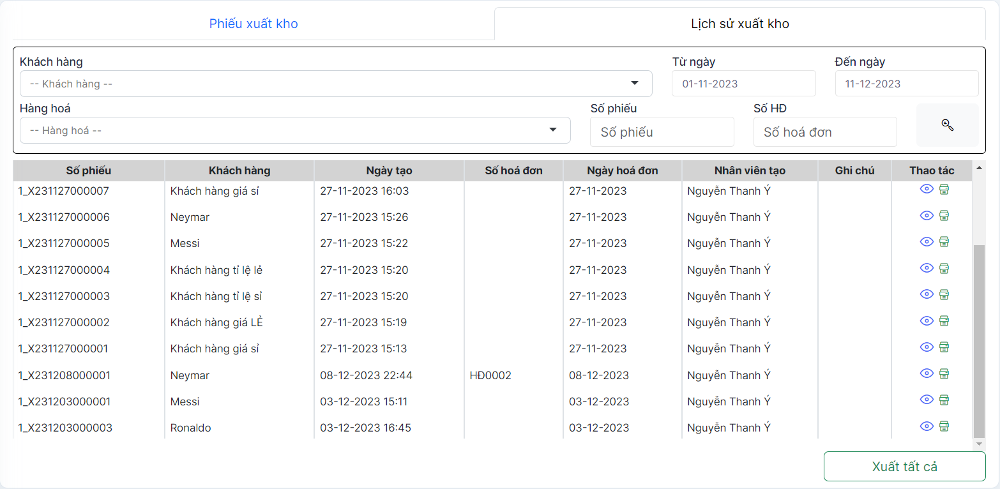 Phiếu xuất kho Lịch sử xuất kho
Khách hàng Từ ngày Đến ngày
-- Khách hàng -- 01-11-2023 11-12-2023
Hàng hoá Số phiếu Số HĐ
-- Hàng hoá -- Số phiếu Số hoá đơn
Số phiếu Khách hàng Ngày tạo Số hoá đơn Ngày hoá đơn Nhân viên tạo Ghi chú Thao tác
1_X231127000007 Khách hàng giá sỉ 27-11-2023 16:03 27-11-2023 Nguyễn Thanh Ý
1_X231127000006 Neymar 27-11-2023 15:26 27-11-2023 Nguyễn Thanh Ý
1_X231127000005 Messi 27-11-2023 15:22 27-11-2023 Nguyễn Thanh Ý
1_X231127000004 Khách hàng tỉ lệ lẻ 27-11-2023 15:20 27-11-2023 Nguyễn Thanh Ý
1_X231127000003 Khách hàng tỉ lệ sỉ 27-11-2023 15:20 27-11-2023 Nguyễn Thanh Ý
1_X231127000002 Khách hàng giá LẺ 27-11-2023 15:19 27-11-2023 Nguyễn Thanh Ý
1_X231127000001 Khách hàng giá sỉ 27-11-2023 15:13 27-11-2023 Nguyễn Thanh Ý
1_X231208000001 Neymar 08-12-2023 22:44 HĐ0002 08-12-2023 Nguyễn Thanh Ý
1_X231203000001 Messi 03-12-2023 15:11 03-12-2023 Nguyễn Thanh Ý
1_X231203000003 Ronaldo 03-12-2023 16:45 03-12-2023 Nguyễn Thanh Ý
Xuất tất cả